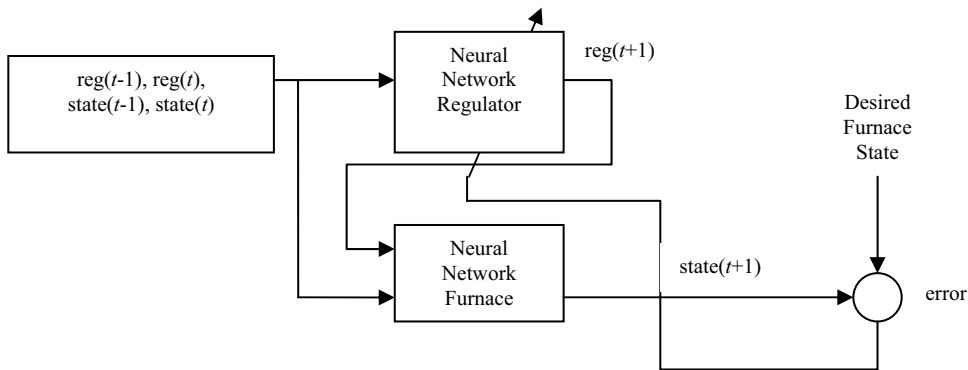 reg(t-1), reg(t),
state(t-1), state(t)
Neural
Network
Regulator
reg(t+1)
Desired
Furnace
State
Neural
Network
Furnace
state(t+1)
error